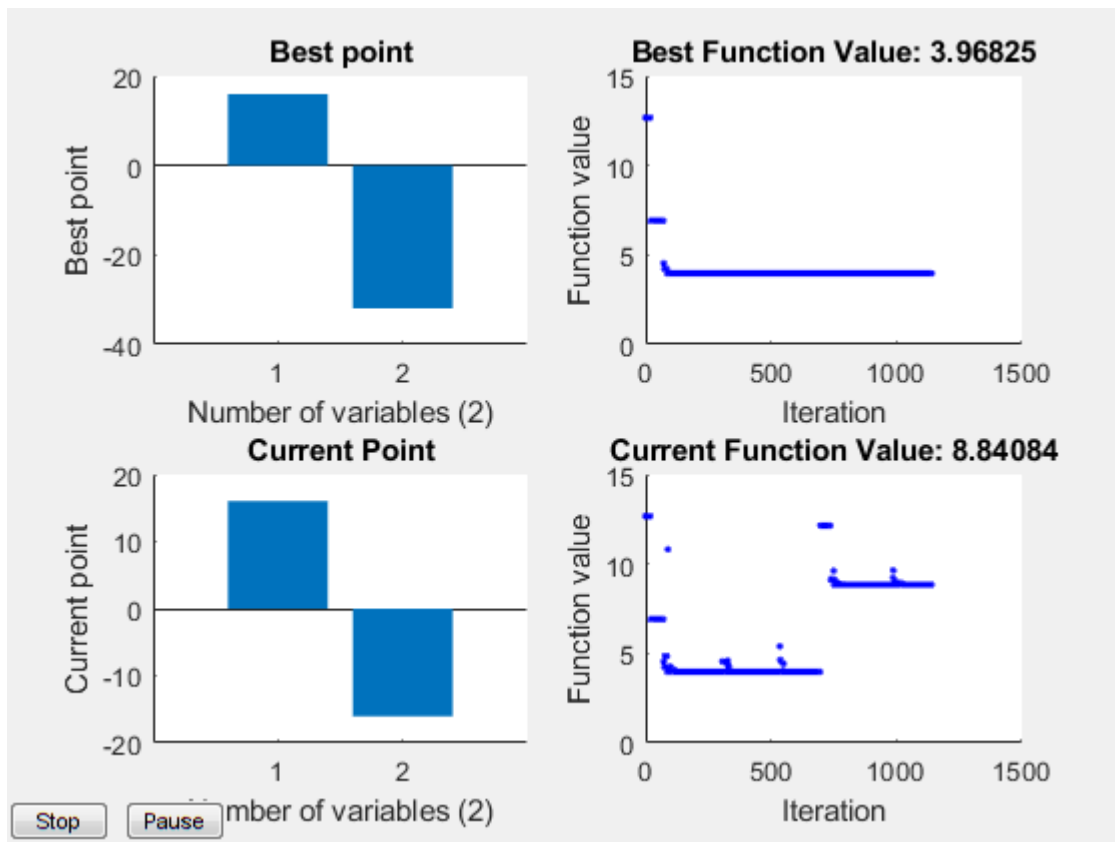 Best point
20
0
-20
-40
Best point
1 2
Number of variables (2)
Best Function Value: 3.96825
15
10
5
0
Function value
0 500 1000 1500
Iteration
Current Point
20
10
0
-10
-20
Current point
1 2
mber of variables (2)
Current Function Value: 8.84084
15
10
5
0
Function value
0 500 1000 1500
Iteration
Stop
Pause